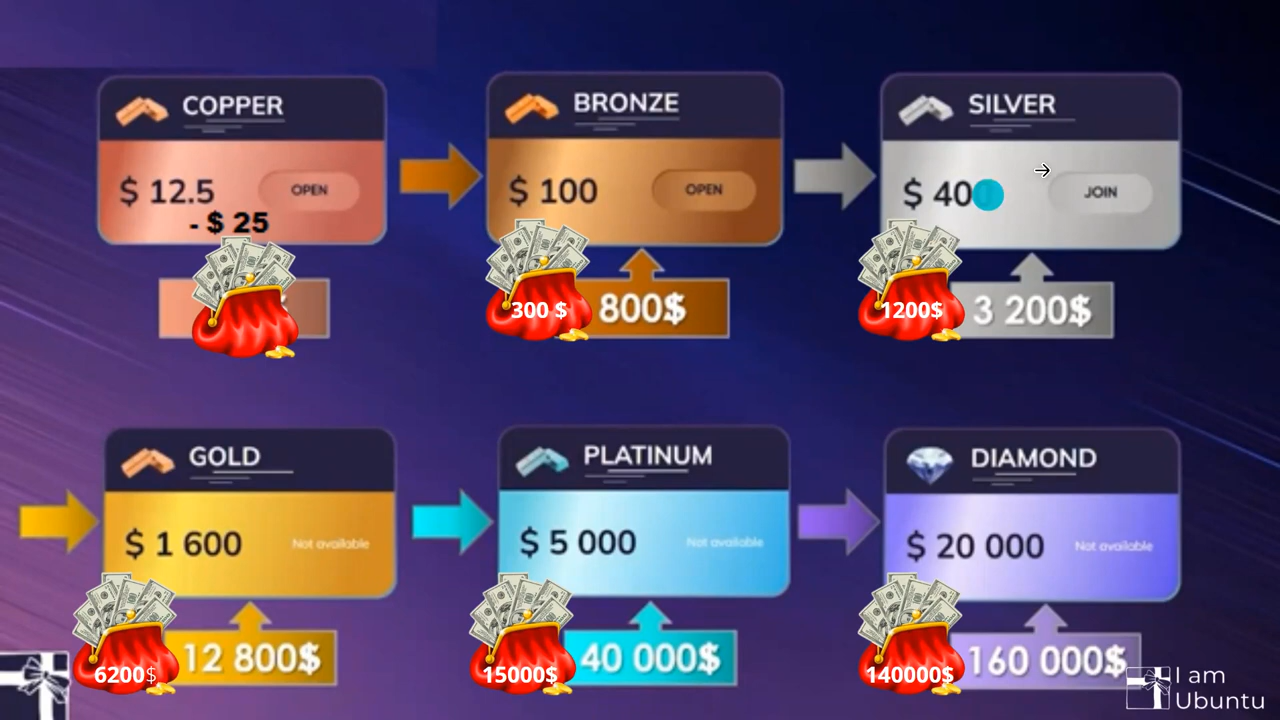 COPPER
$ 12.5
OPEN
- $ 25
BRONZE
$ 100
OPEN
300 $
800$
SILVER
$ 40
JOIN
1200$
3 200$
GOLD
$ 1 600
Not available
6200$
12 800$
PLATINUM
$ 5 000
Not available
15000$
40 000$
DIAMOND
$ 20 000
Not available
140000$
160 000$
I am
Ubuntu